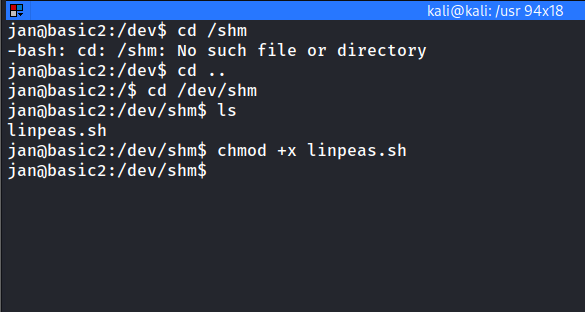 kali@kali: /usr 94x18
jan@basic2:/dev$ cd /shm
-bash: cd: /shm: No such file or directory
jan@basic2:/dev$ cd ..
jan@basic2:/$ cd /dev/shm
jan@basic2:/dev/shm$ ls
linpeas.sh
jan@basic2:/dev/shm$ chmod +x linpeas.sh
jan@basic2:/dev/shm$